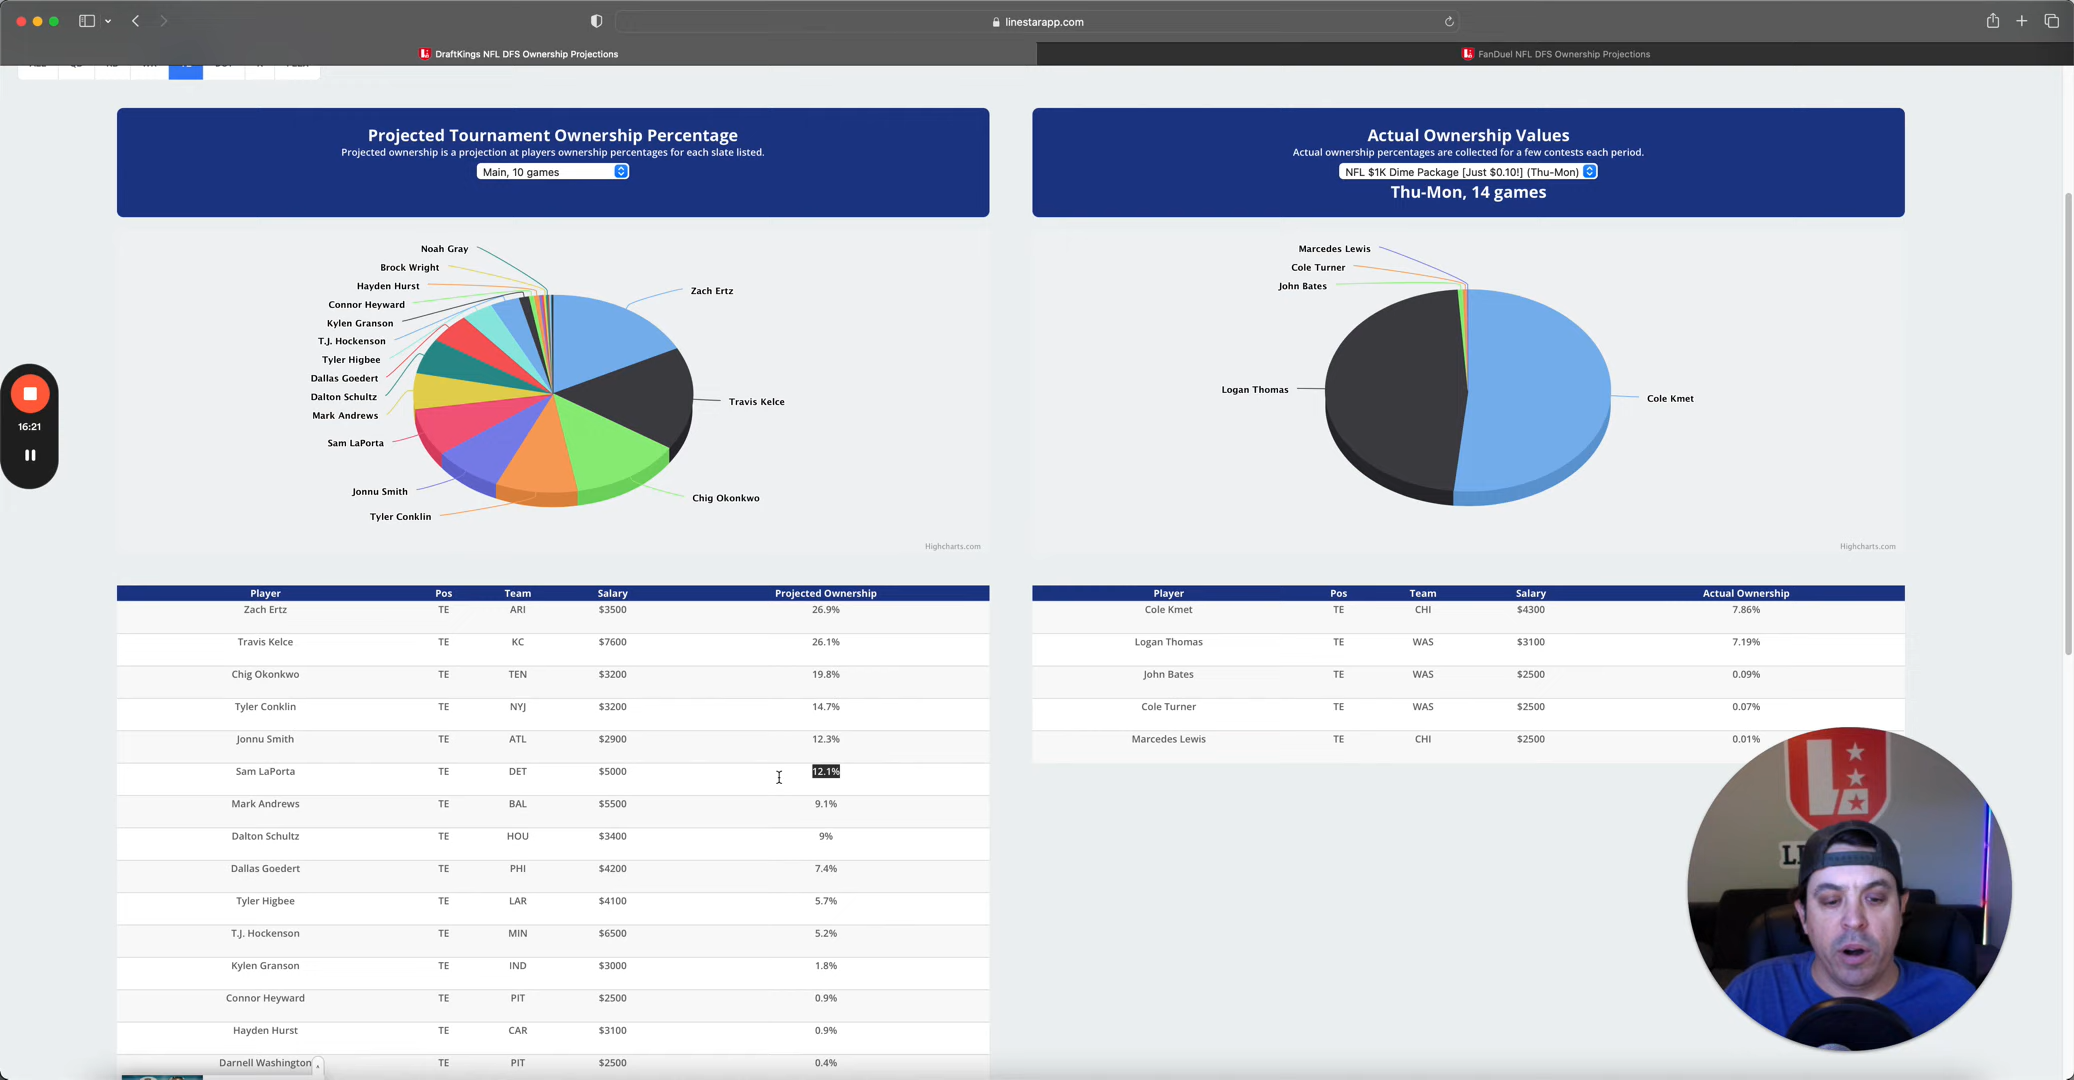 linestarapp.com
DraftKings NFL DFS Ownership Projections
FanDuel NFL DFS Ownership Projections
Projected Tournament Ownership Percentage
Projected ownership is a projection at players ownership percentages for each slate listed.
Main, 10 games
Actual Ownership Values
Actual ownership percentages are collected for a few contests each period.
NFL $1K Dime Package [Just $0.10!] (Thu-Mon)
Thu-Mon, 14 games
Noah Gray
Brock Wright
Hayden Hurst
Connor Heyward
Kylen Granson
T.J. Hockenson
Tyler Higbee
Dallas Goedert
Dalton Schultz
Mark Andrews
Sam LaPorta
Jonnu Smith
Tyler Conklin
Zach Ertz
Travis Kelce
Chig Okonkwo
Highcharts.com
Marcedes Lewis
Cole Turner
John Bates
Logan Thomas
Cole Kmet
Highcharts.com
16:21
Player Pos Team Salary Projected Ownership
Zach Ertz TE ARI $3500 26.9%
Travis Kelce TE KC $7600 26.1%
Chig Okonkwo TE TEN $3200 19.8%
Tyler Conklin TE NYJ $3200 14.7%
Jonnu Smith TE ATL $2900 12.3%
Sam LaPorta TE DET $5000 12.1%
Mark Andrews TE BAL $5500 9.1%
Dalton Schultz TE HOU $3400 9%
Dallas Goedert TE PHI $4200 7.4%
Tyler Higbee TE LAR $4100 5.7%
T.J. Hockenson TE MIN $6500 5.2%
Kylen Granson TE IND $3000 1.8%
Connor Heyward TE PIT $2500 0.9%
Hayden Hurst TE CAR $3100 0.9%
Darnell Washington TE PIT $2500 0.4%
Player Pos Team Salary Actual Ownership
Cole Kmet TE CHI $4300 7.86%
Logan Thomas TE WAS $3100 7.19%
John Bates TE WAS $2500 0.09%
Cole Turner TE WAS $2500 0.07%
Marcedes Lewis TE CHI $2500 0.01%